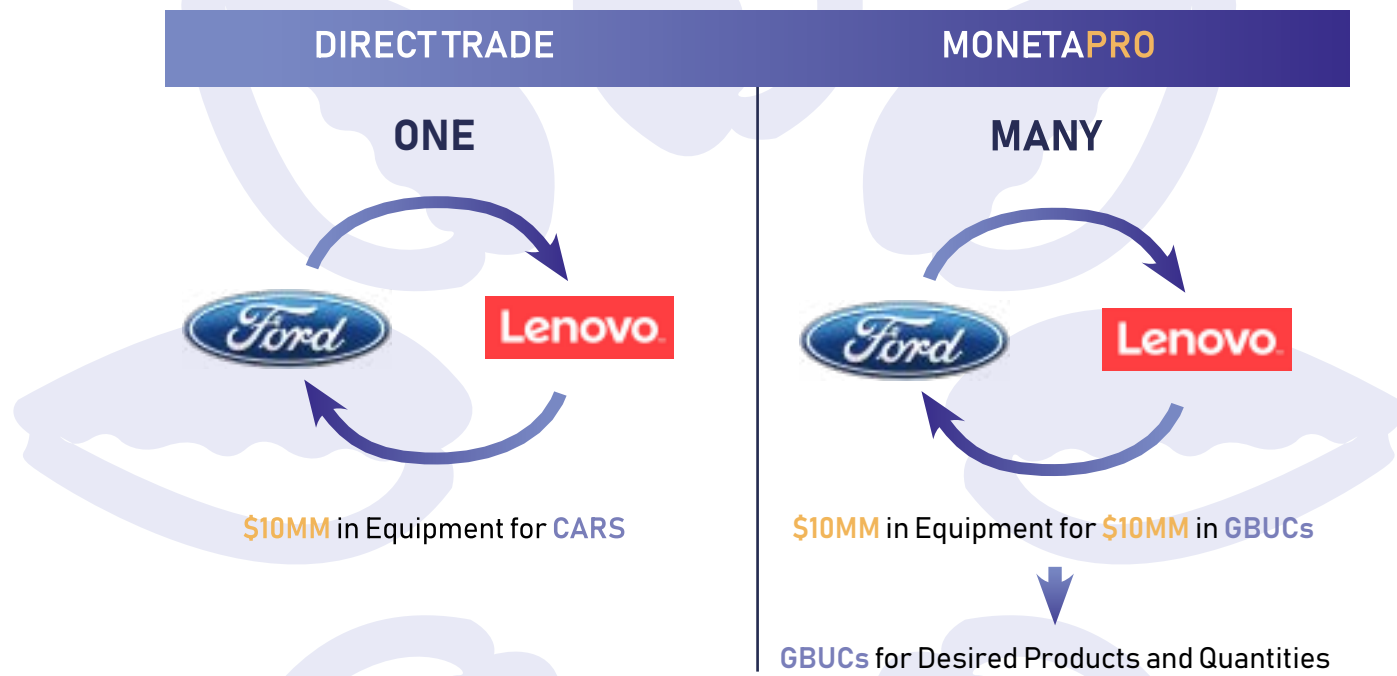 DIRECT TRADE
MONETAPRO
ONE
Ford
Lenovo
$10MM in Equipment for CARS
MANY
Ford
Lenovo
$10MM in Equipment for $10MM in GBUCs
GBUCs for Desired Products and Quantities